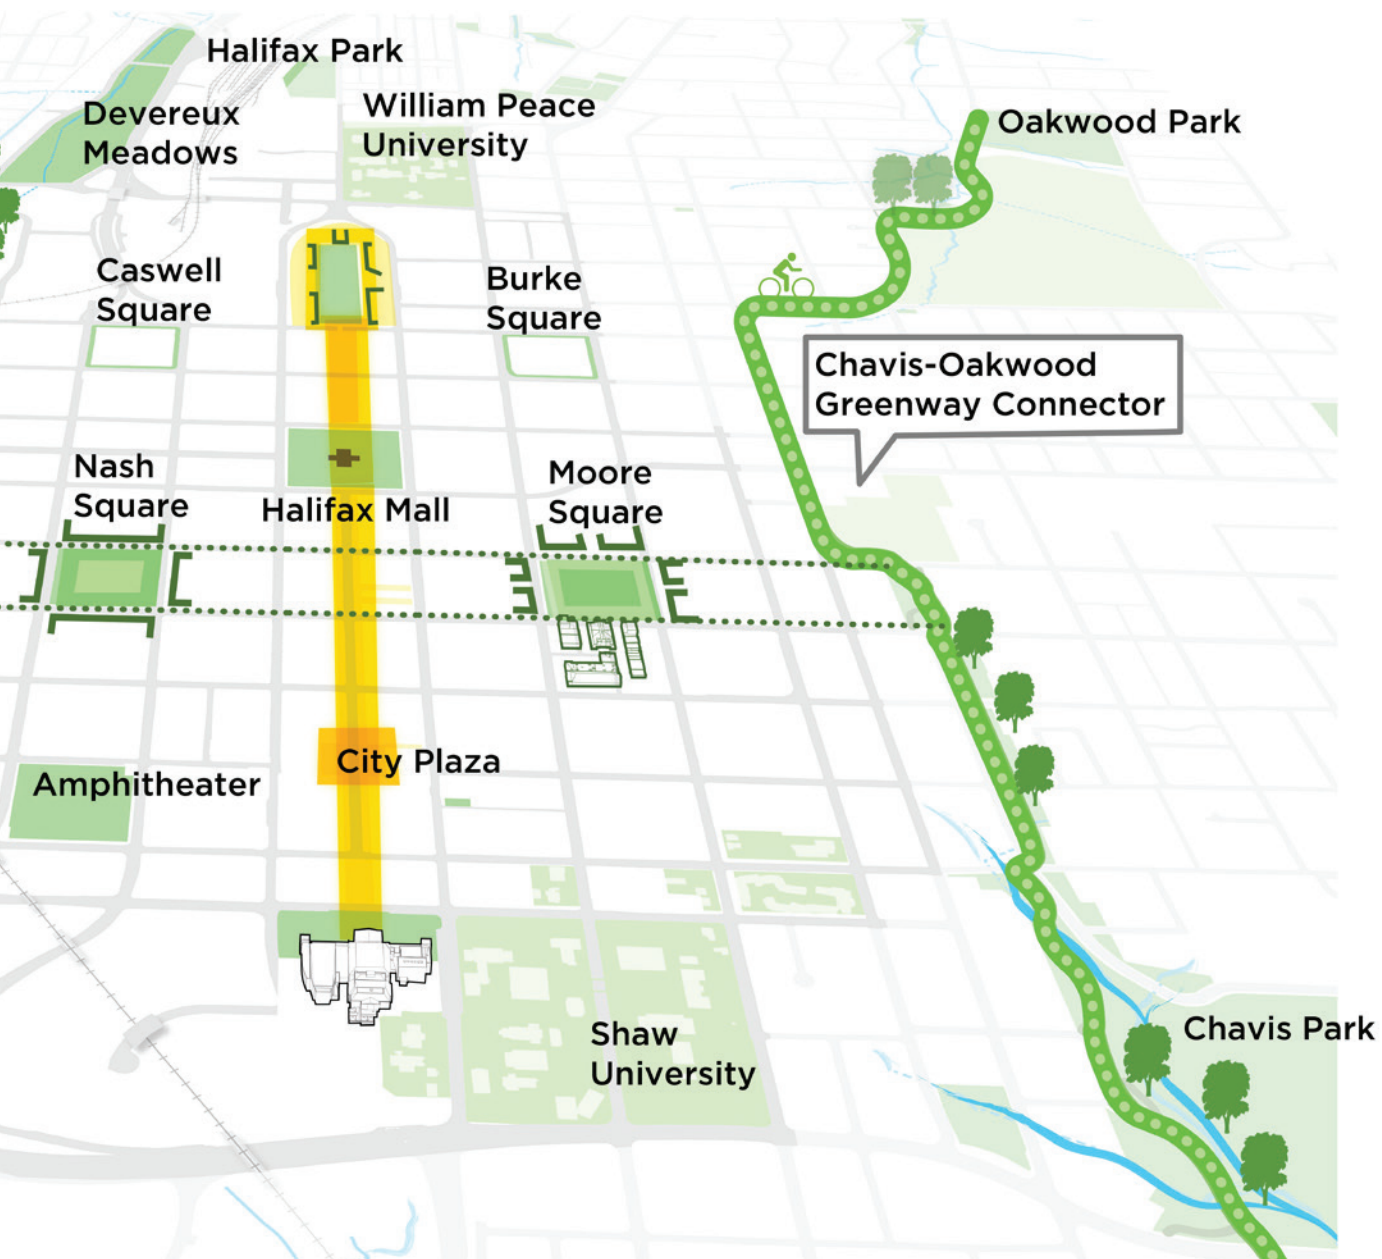 Halifax Park
Devereux
Meadows
William Peace
University
Oakwood Park
Caswell
Square
Burke
Square
Chavis-Oakwood
Greenway Connector
Nash
Square
Halifax Mall
Moore
Square
City Plaza
Amphitheater
Shaw
University
Chavis Park